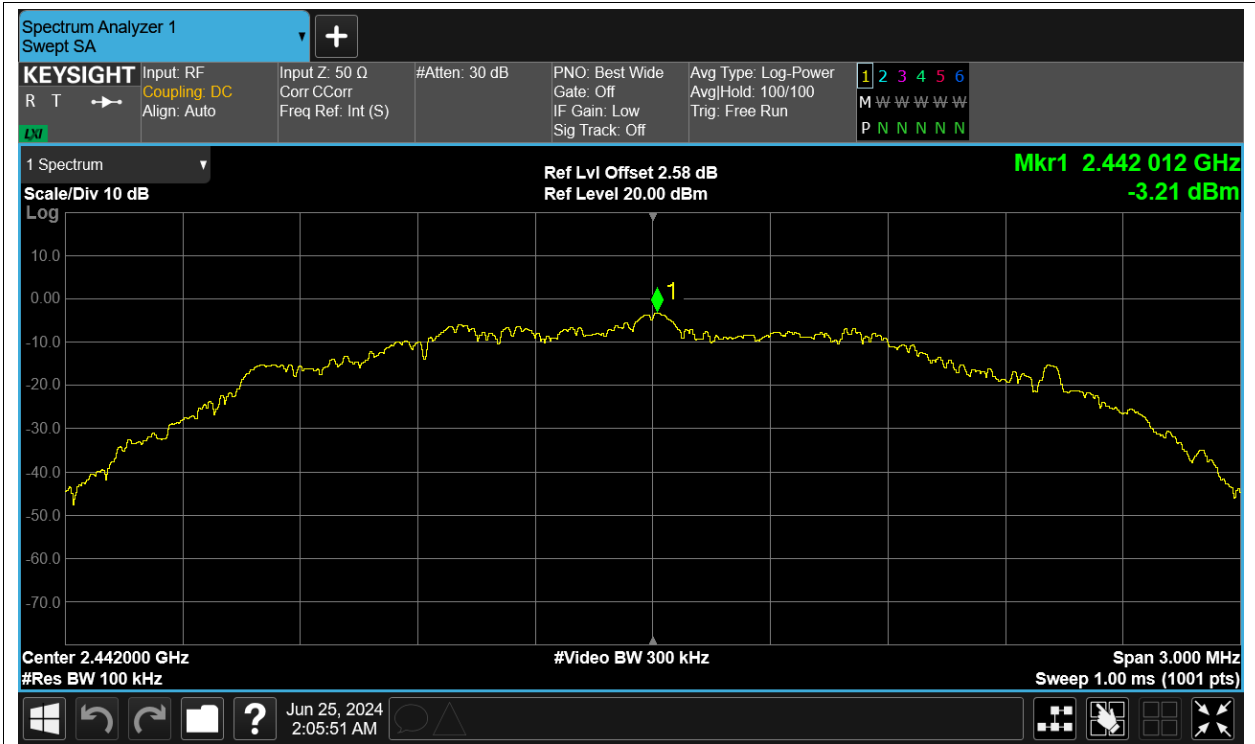 Spectrum Analyzer 1
Swept SA
KEYSIGHT
R T
LXI
Input: RF
Coupling: DC
Align: Auto
Input Z: 50 Ω
Corr CCorr
Freq Ref: Int (S)
#Atten: 30 dB
PNO: Best Wide
Gate: Off
IF Gain: Low
Sig Track: Off
Avg Type: Log-Power
Avg|Hold: 100/100
Trig: Free Run
1 2 3 4 5 6
M W W W W W
P N N N N N
1 Spectrum
Scale/Div 10 dB
Ref Lvl Offset 2.58 dB
Ref Level 20.00 dBm
Mkr1 2.442 012 GHz
-3.21 dBm
Log
10.0
0.00
-10.0
-20.0
-30.0
-40.0
-50.0
-60.0
-70.0
1
Center 2.442000 GHz
#Res BW 100 kHz
#Video BW 300 kHz
Span 3.000 MHz
Sweep 1.00 ms (1001 pts)
?
Jun 25, 2024
2:05:51 AM